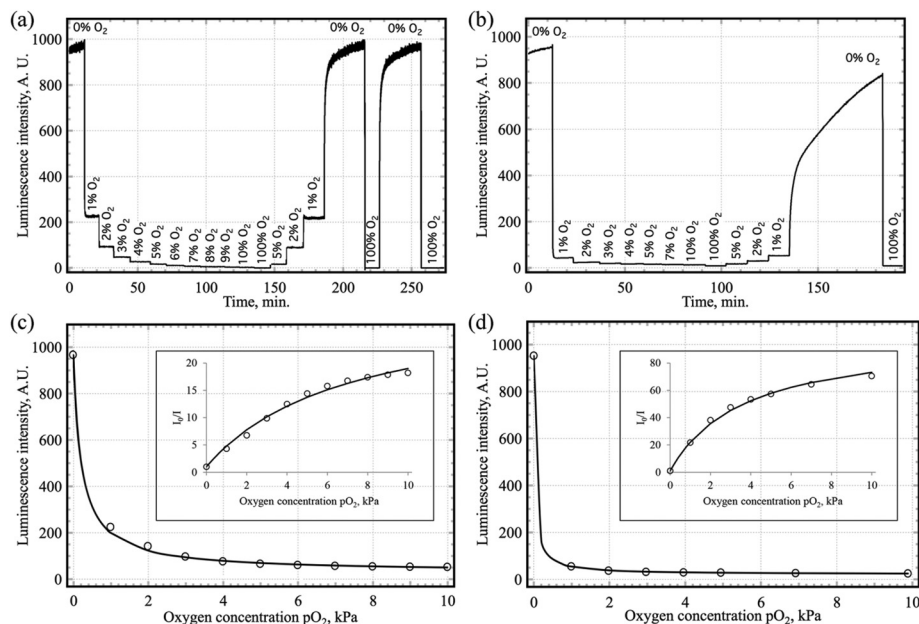 (a)
1000
800
600
400
200
0
Luminescence intensity, A. U.
0% O₂
1% O₂
2% O₂
3% O₂
4% O₂
5% O₂
6% O₂
7% O₂
8% O₂
9% O₂
10% O₂
100% O₂
5% O₂
2% O₂
1% O₂
0% O₂
100% O₂
0% O₂
100% O₂
0 50 100 150 200 250
Time, min.
(b)
1000
800
600
400
200
0
Luminescence intensity, A. U.
0% O₂
1% O₂
2% O₂
3% O₂
4% O₂
5% O₂
7% O₂
10% O₂
100% O₂
5% O₂
2% O₂
1% O₂
0% O₂
100% O₂
0 50 100 150
Time, min.
(c)
1000
800
600
400
200
0
Luminescence intensity, A.U.
20
15
10
5
0
I₀/I
0 2 4 6 8 10
Oxygen concentration pO₂, kPa
0 2 4 6 8 10
Oxygen concentration pO₂, kPa
(d)
1000
800
600
400
200
0
Luminescence intensity, A.U.
80
60
40
20
0
I₀/I
0 2 4 6 8 10
Oxygen concentration pO₂, kPa
0 2 4 6 8 10
Oxygen concentration pO₂, kPa